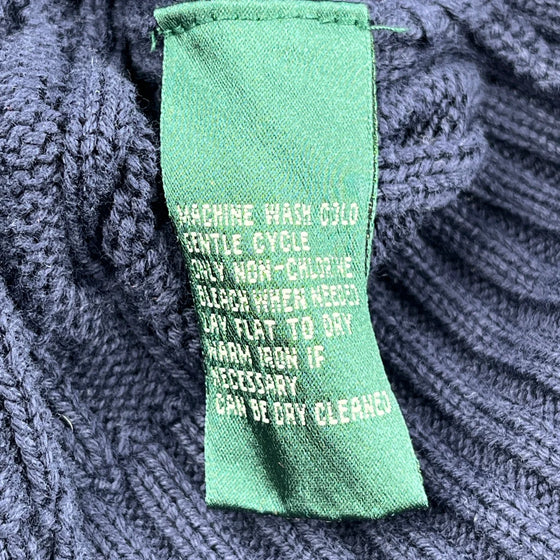 MACHINE WASH COLD
GENTLE CYCLE
ONLY NON-CHLORINE
BLEACH WHEN NEEDED
LAY FLAT TO DRY
WARM IRON IF
NECESSARY
CAN BE DRY CLEANED